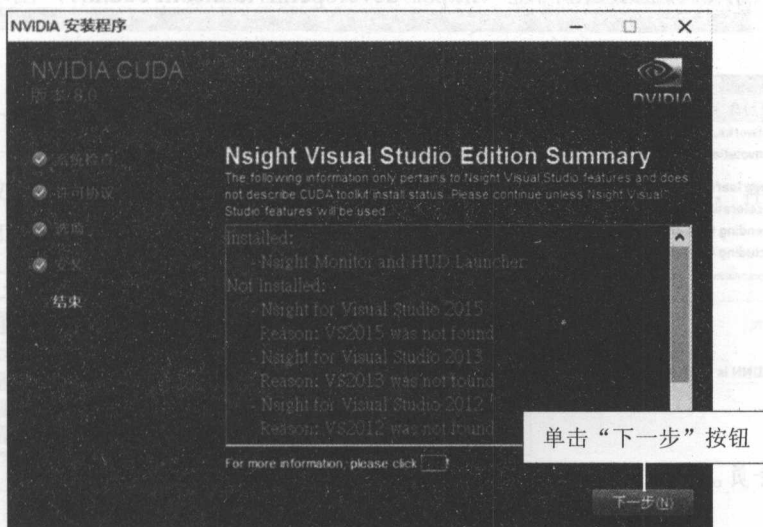 NVIDIA 安装程序
NVIDIA CUDA
版本 8.0
NVIDIA
系统检查
许可协议
选项
安装
结束
Nsight Visual Studio Edition Summary
The following information only pertains to Nsight Visual Studio features and does
not describe CUDA toolkit install status. Please continue unless Nsight Visual
Studio features will be used.
Installed:
- Nsight Monitor and HUD Launcher
Not Installed:
- Nsight for Visual Studio 2015
Reason: VS2015 was not found
- Nsight for Visual Studio 2013
Reason: VS2013 was not found
- Nsight for Visual Studio 2012
Reason: VS2012 was not found
For more information, please click
单击“下一步”按钮
下一步(N)